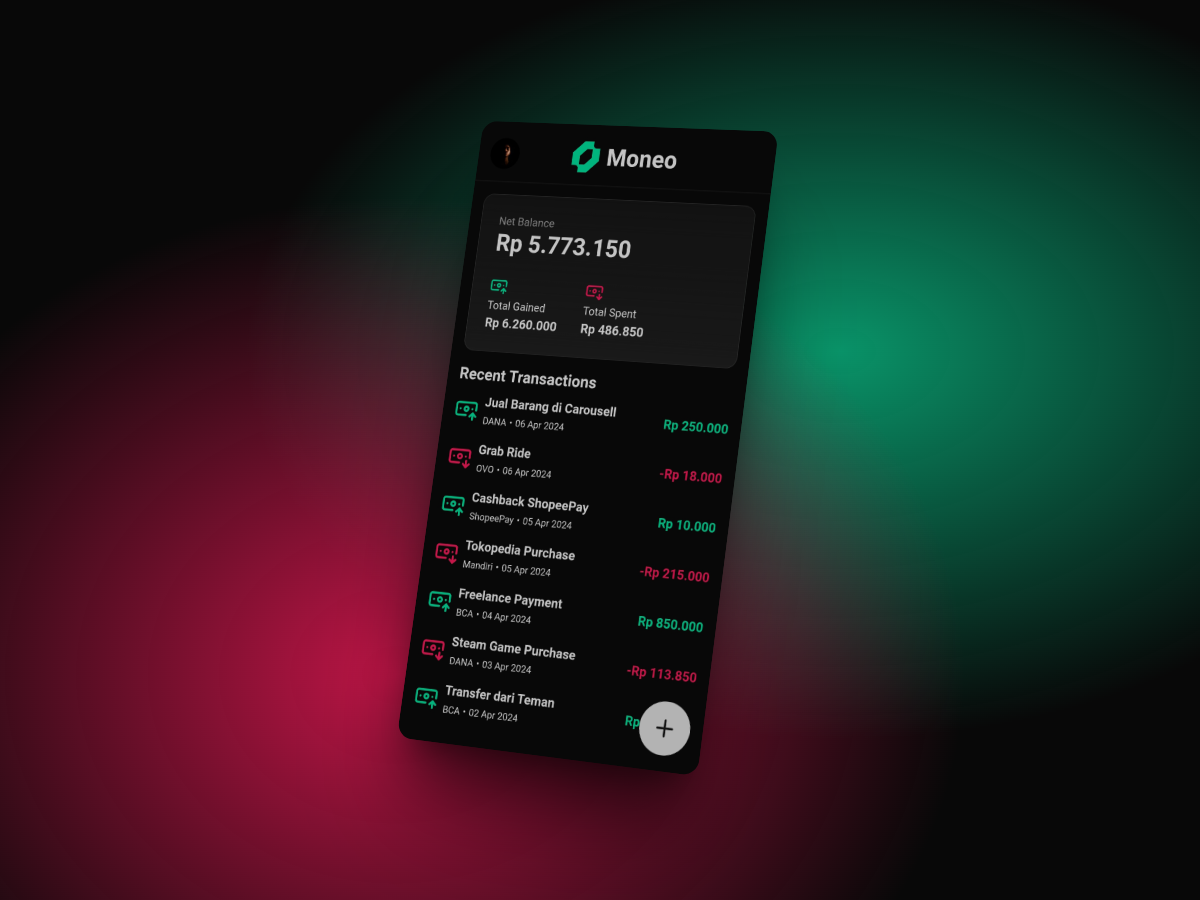 Moneo
Net Balance
Rp 5.773.150
Total Gained
Rp 6.260.000
Total Spent
Rp 486.850
Recent Transactions
Jual Barang di Carousell
DANA • 06 Apr 2024
Rp 250.000
Grab Ride
OVO • 06 Apr 2024
-Rp 18.000
Cashback ShopeePay
ShopeePay • 05 Apr 2024
Rp 10.000
Tokopedia Purchase
Mandiri • 05 Apr 2024
-Rp 215.000
Freelance Payment
BCA • 04 Apr 2024
Rp 850.000
Steam Game Purchase
DANA • 03 Apr 2024
-Rp 113.850
Transfer dari Teman
BCA • 02 Apr 2024
Rp